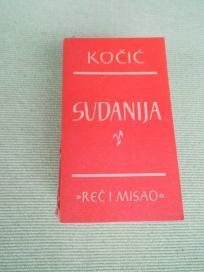 KOČIĆ
SUDANIJA
»REČ I MISAO«